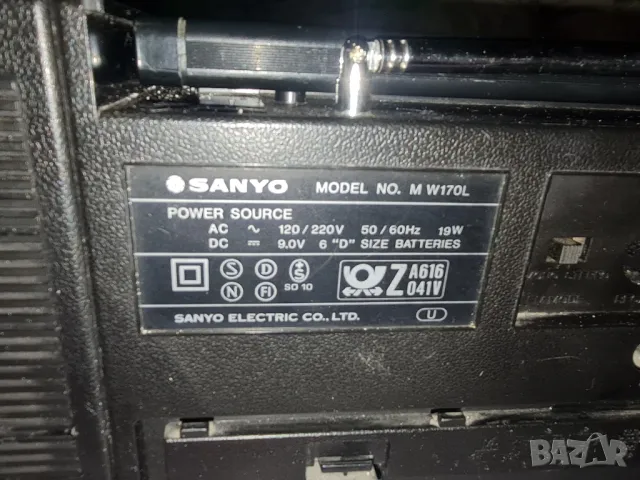 SANYO MODEL NO. M W170L
POWER SOURCE
AC ~ 120/220V 50/60Hz 19W
DC ⎓ 9.0V 6 "D" SIZE BATTERIES
S D S
N FI SO 10
Z A616
041V
SANYO ELECTRIC CO., LTD. U
BAZAR